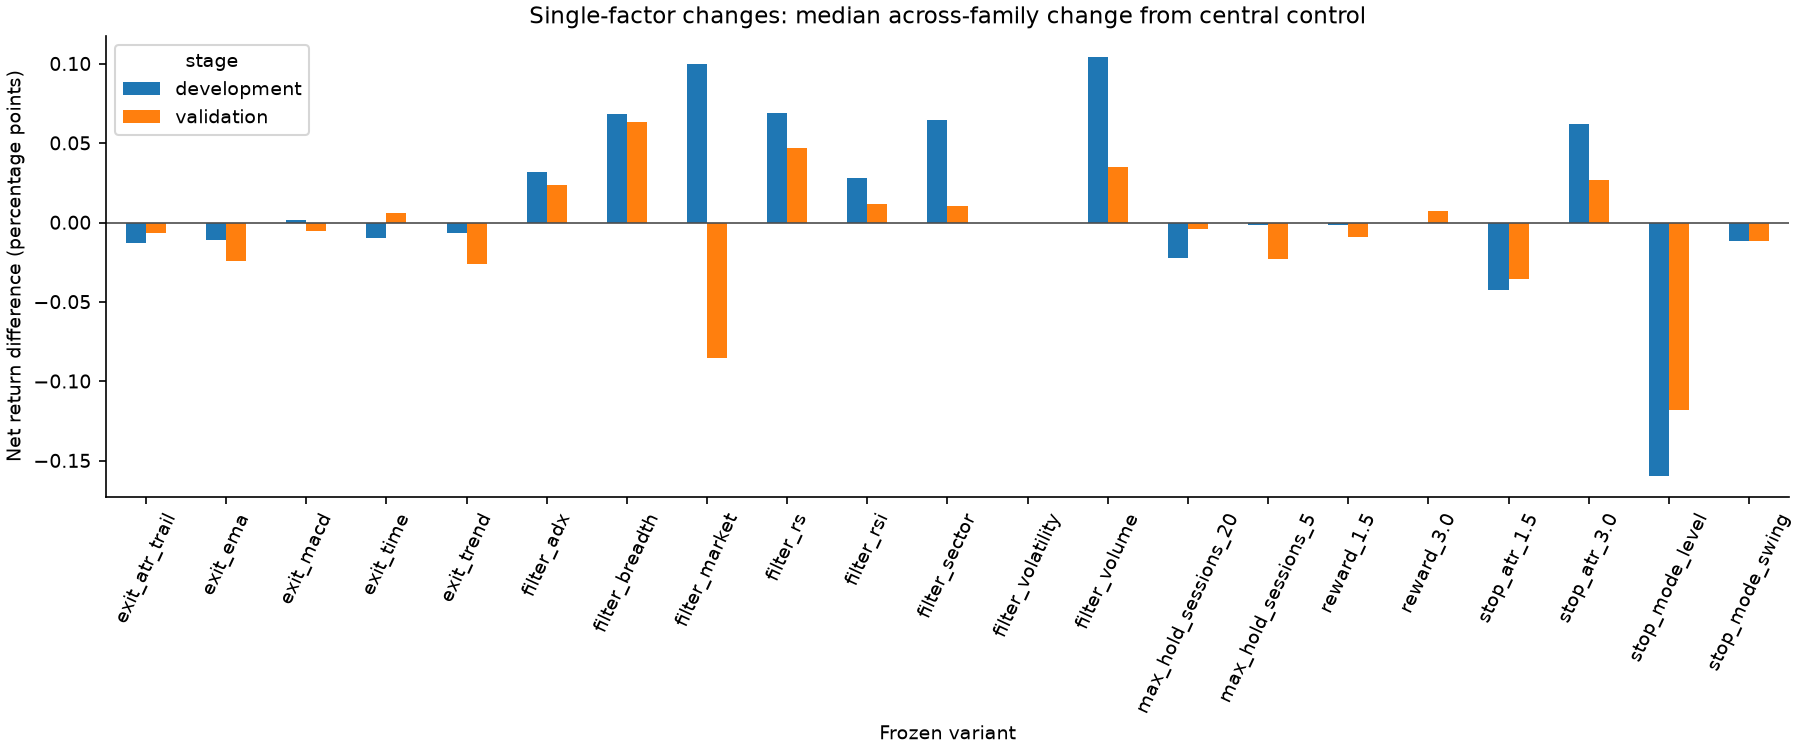 Single-factor changes: median across-family change from central control
Net return difference (percentage points)
0.10
0.05
0.00
−0.05
−0.10
−0.15
stage
development
validation
exit_atr_trail
exit_ema
exit_macd
exit_time
exit_trend
filter_adx
filter_breadth
filter_market
filter_rs
filter_rsi
filter_sector
filter_volatility
filter_volume
max_hold_sessions_20
max_hold_sessions_5
reward_1.5
reward_3.0
stop_atr_1.5
stop_atr_3.0
stop_mode_level
stop_mode_swing
Frozen variant